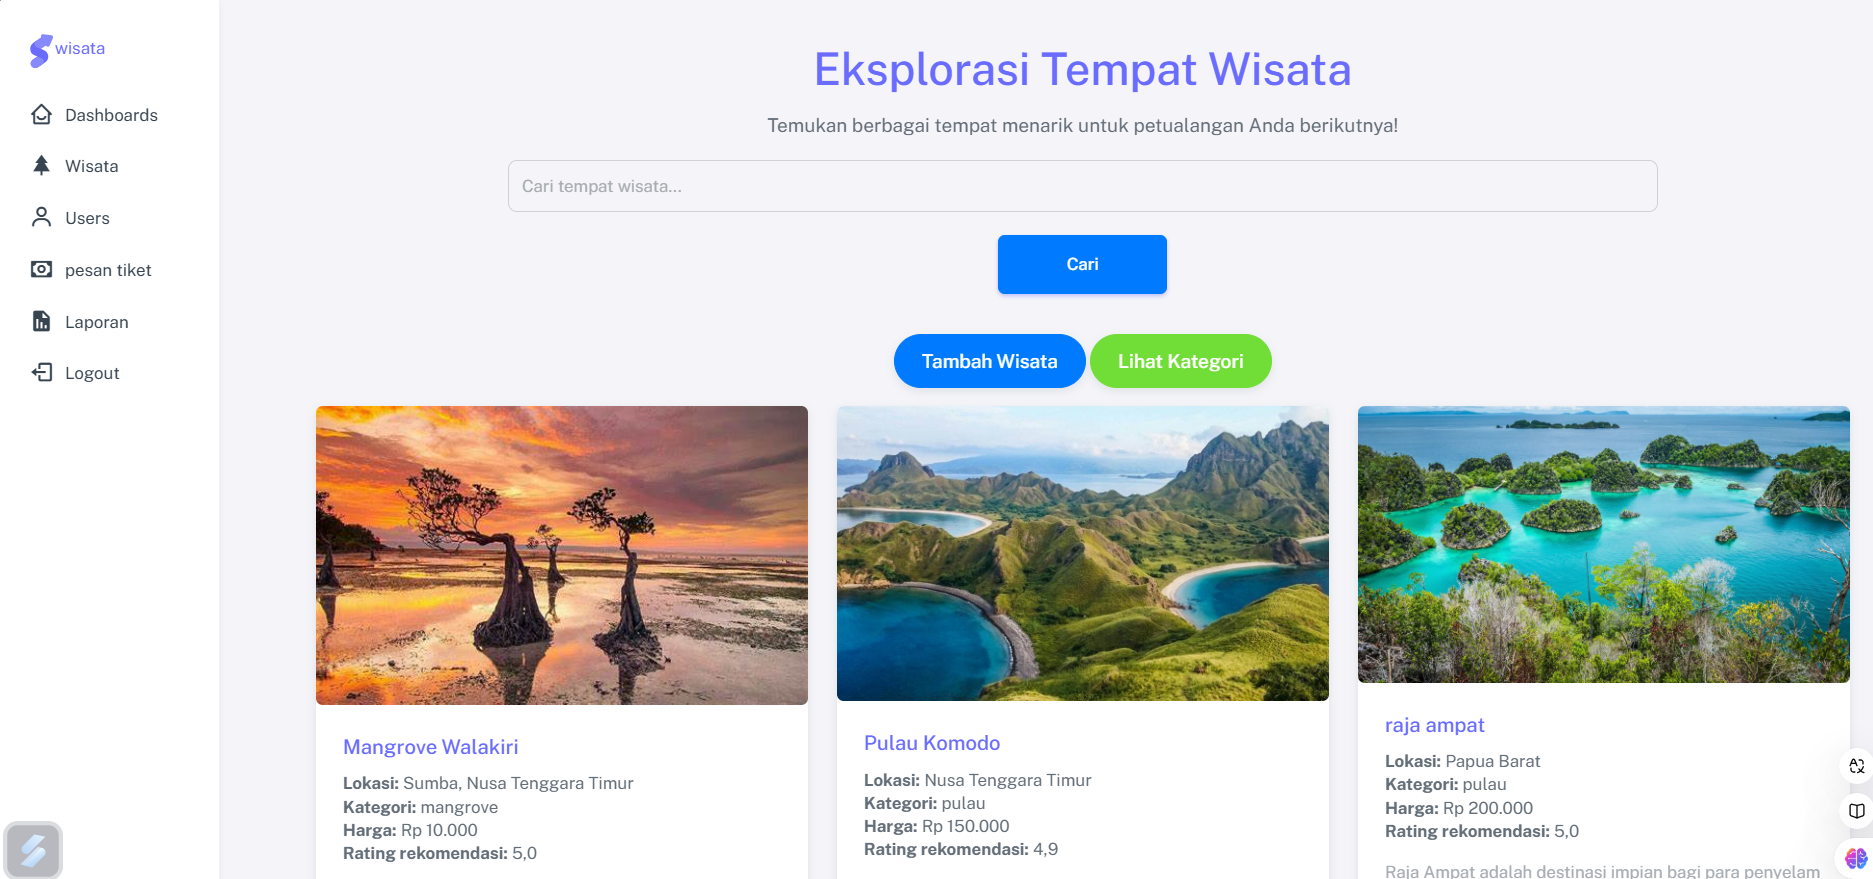 wisata
Dashboards
Wisata
Users
pesan tiket
Laporan
Logout
Eksplorasi Tempat Wisata
Temukan berbagai tempat menarik untuk petualangan Anda berikutnya!
Cari tempat wisata...
Cari
Tambah Wisata
Lihat Kategori
Mangrove Walakiri
Lokasi: Sumba, Nusa Tenggara Timur
Kategori: mangrove
Harga: Rp 10.000
Rating rekomendasi: 5,0
Pulau Komodo
Lokasi: Nusa Tenggara Timur
Kategori: pulau
Harga: Rp 150.000
Rating rekomendasi: 4,9
raja ampat
Lokasi: Papua Barat
Kategori: pulau
Harga: Rp 200.000
Rating rekomendasi: 5,0
Raja Ampat adalah destinasi impian bagi para penyelam